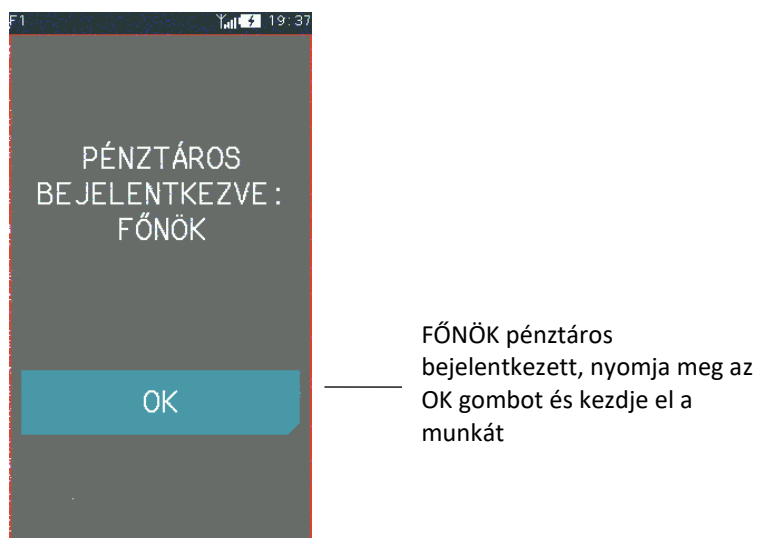 F1 19:37
PÉNZTÁROS
BEJELENTKEZVE:
FŐNÖK
OK
FŐNÖK pénztáros
bejelentkezett, nyomja meg az
OK gombot és kezdje el a
munkát